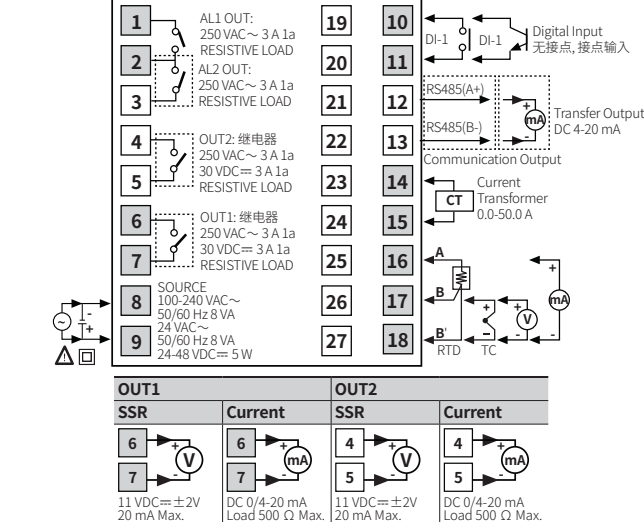 1
2
3
4
5
6
7
8
9
AL1 OUT:
250 VAC～ 3 A 1a
RESISTIVE LOAD
AL2 OUT:
250 VAC～ 3 A 1a
RESISTIVE LOAD
OUT2: 继电器
250 VAC～ 3 A 1a
30 VDC⎓ 3 A 1a
RESISTIVE LOAD
OUT1: 继电器
250 VAC～ 3 A 1a
30 VDC⎓ 3 A 1a
RESISTIVE LOAD
SOURCE
100-240 VAC～
50/60 Hz 8 VA
24 VAC～
50/60 Hz 8 VA
24-48 VDC⎓ 5 W
~
-
+
19
20
21
22
23
24
25
26
27
10
11
12
13
14
15
16
17
18
DI-1
DI-1
Digital Input
无接点, 接点输入
RS485(A+)
RS485(B-)
+
mA
-
Transfer Output
DC 4-20 mA
Communication Output
CT
Current
Transformer
0.0-50.0 A
A
B
B'
RTD
+
-
TC
+
V
-
+
mA
-
OUT1 OUT2
SSR Current SSR Current
6 + V 6 + mA 4 + V 4 + mA
7 - 7 - 5 - 5 -
11 VDC⎓±2V DC 0/4-20 mA 11 VDC⎓±2V DC 0/4-20 mA
20 mA Max. Load 500 Ω Max. 20 mA Max. Load 500 Ω Max.